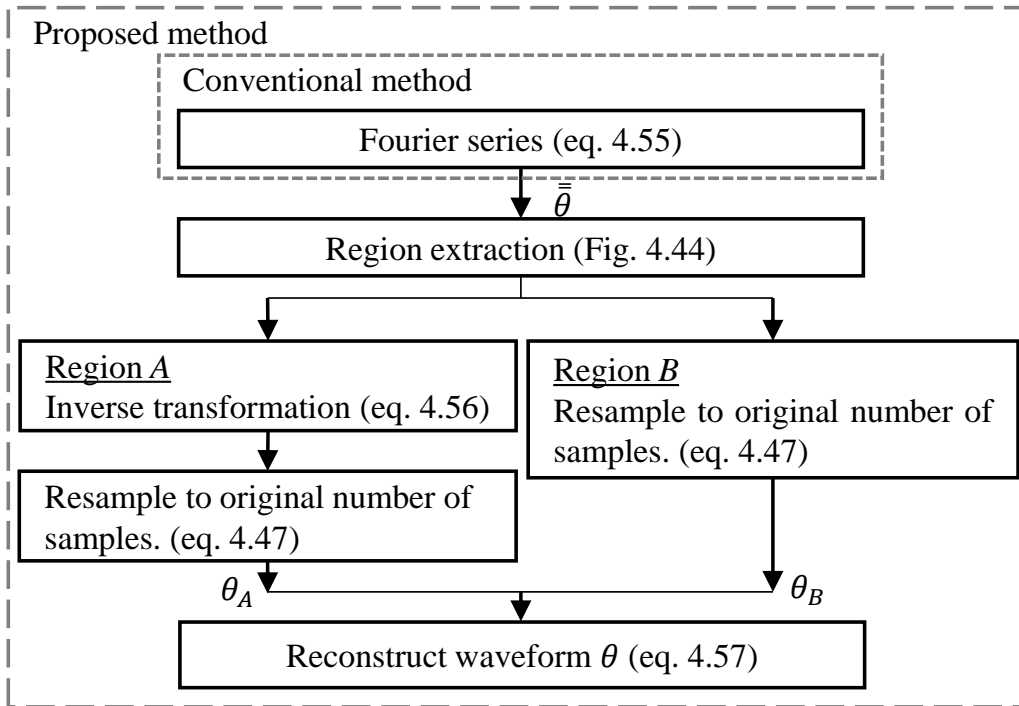 Proposed method
Conventional method
Fourier series (eq. 4.55)
θ̿
Region extraction (Fig. 4.44)
Region A
Inverse transformation (eq. 4.56)
Region B
Resample to original number of
samples. (eq. 4.47)
Resample to original number of
samples. (eq. 4.47)
θ_A
θ_B
Reconstruct waveform θ (eq. 4.57)